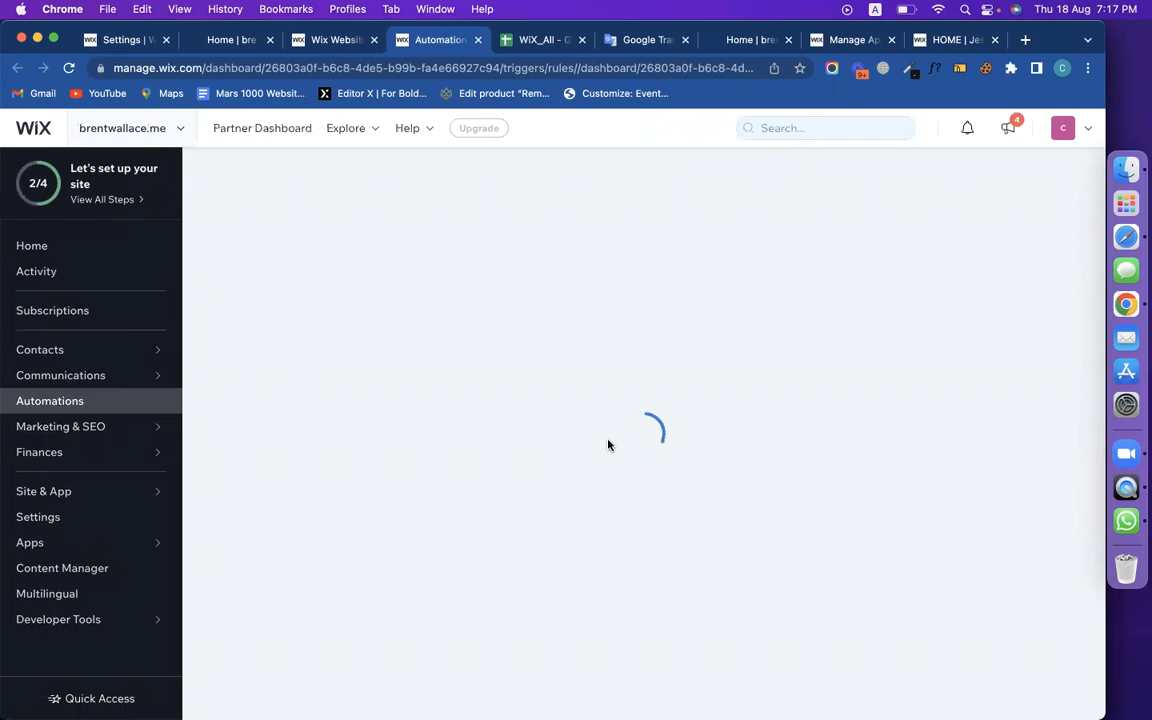 Chrome File Edit View History Bookmarks Profiles Tab Window Help A Thu 18 Aug 7:17 PM
Settings | W Home | bre Wix Websit Automation WiX_All - G Google Tra Home | bre Manage Ap HOME | Jes
manage.wix.com/dashboard/26803a0f-b6c8-4de5-b99b-fa4e66927c94/triggers/rules//dashboard/26803a0f-b6c8-4d... 9+ f? C
Gmail YouTube Maps Mars 1000 Websit... Editor X | For Bold... Edit product “Rem... Customize: Event...
WiX brentwallace.me Partner Dashboard Explore Help Upgrade Search... 4 C
2/4 Let's set up your
site
View All Steps
Home
Activity
Subscriptions
Contacts
Communications
Automations
Marketing & SEO
Finances
Site & App
Settings
Apps
Content Manager
Multilingual
Developer Tools
Quick Access